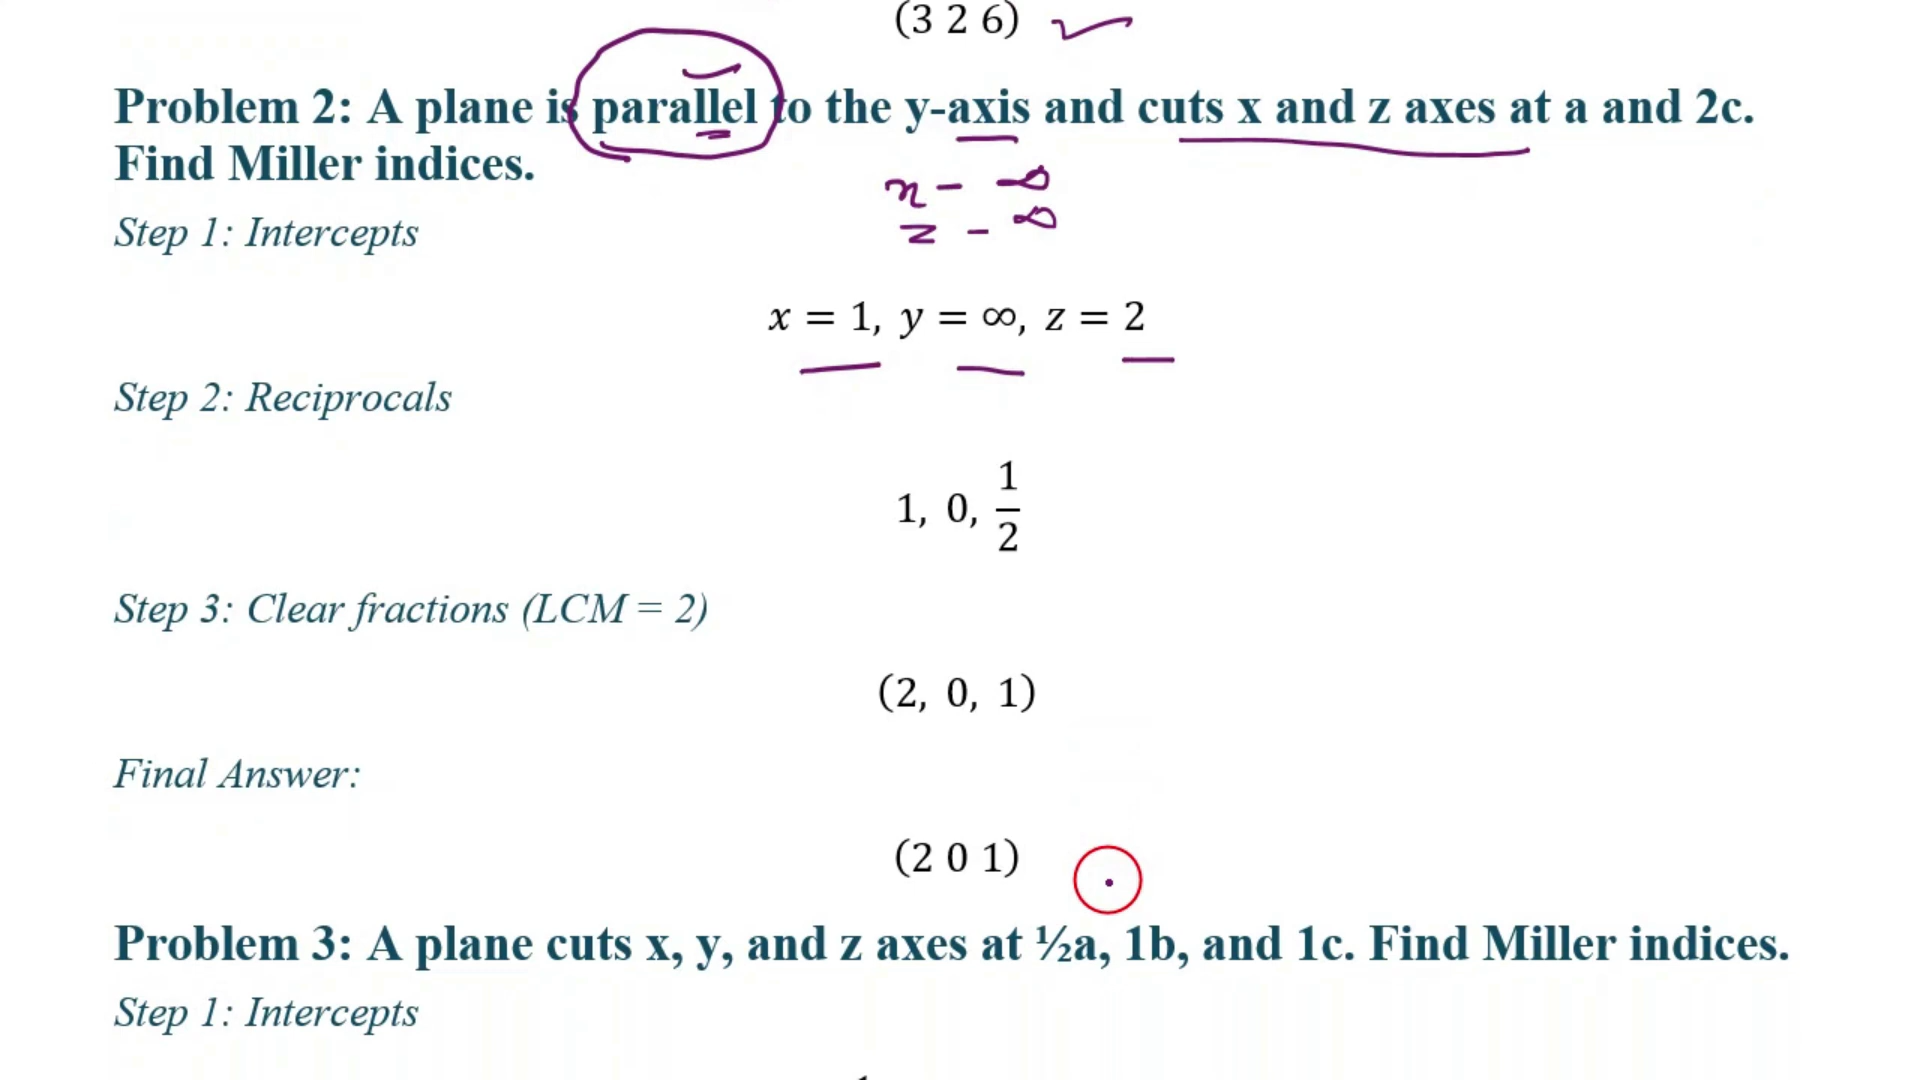 (3 2 6)
Problem 2: A plane is parallel to the y-axis and cuts x and z axes at a and 2c.
Find Miller indices.
x - ∞
z - ∞
Step 1: Intercepts
x = 1, y = ∞, z = 2
Step 2: Reciprocals
1, 0, 1/2
Step 3: Clear fractions (LCM = 2)
(2, 0, 1)
Final Answer:
(2 0 1)
Problem 3: A plane cuts x, y, and z axes at ½a, 1b, and 1c. Find Miller indices.
Step 1: Intercepts